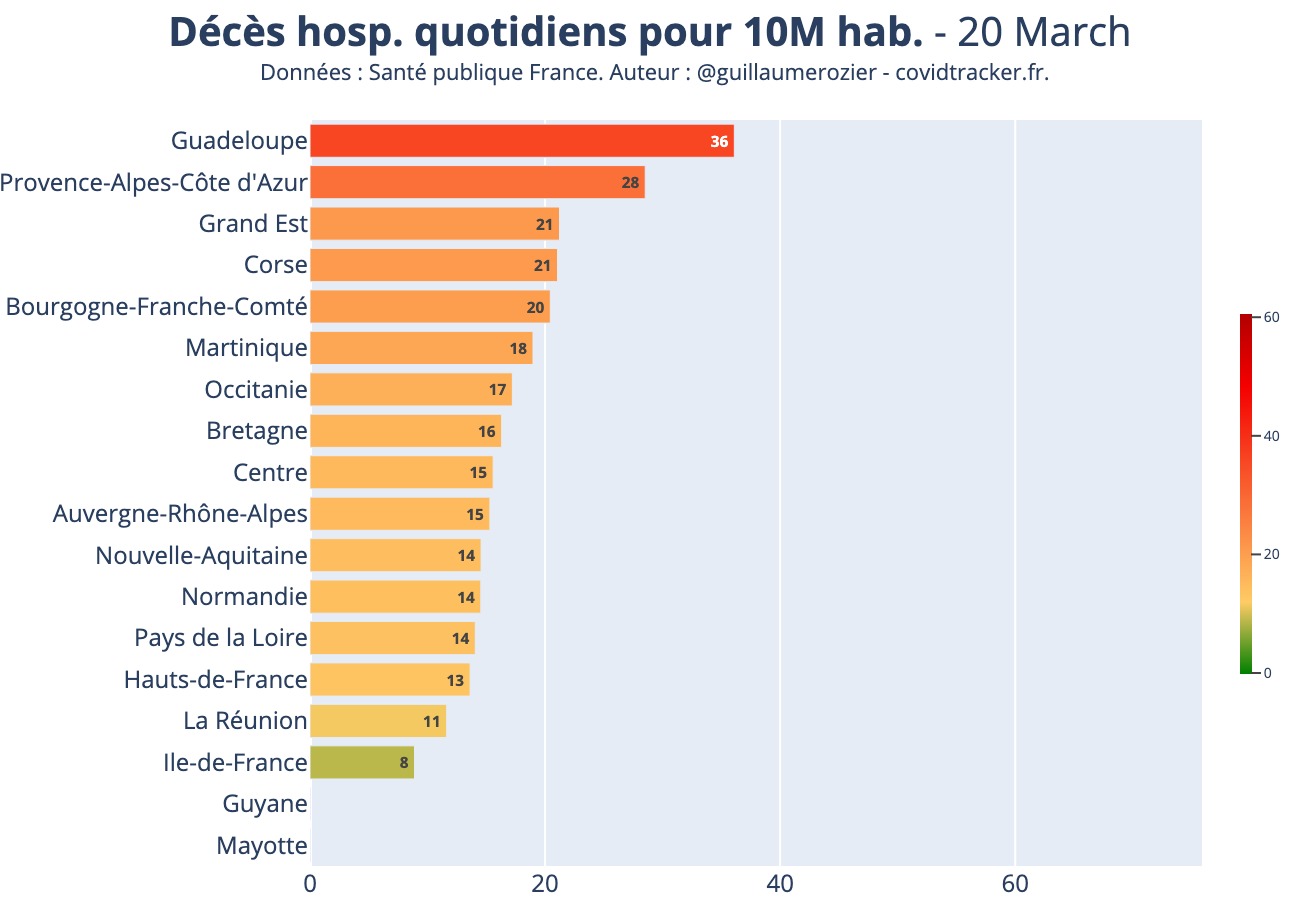 Décès hosp. quotidiens pour 10M hab. - 20 March
Données : Santé publique France. Auteur : @guillaumerozier - covidtracker.fr.
Guadeloupe 36
Provence-Alpes-Côte d'Azur 28
Grand Est 21
Corse 21
Bourgogne-Franche-Comté 20
Martinique 18
Occitanie 17
Bretagne 16
Centre 15
Auvergne-Rhône-Alpes 15
Nouvelle-Aquitaine 14
Normandie 14
Pays de la Loire 14
Hauts-de-France 13
La Réunion 11
Ile-de-France 8
Guyane
Mayotte
0 20 40 60
60
40
20
0